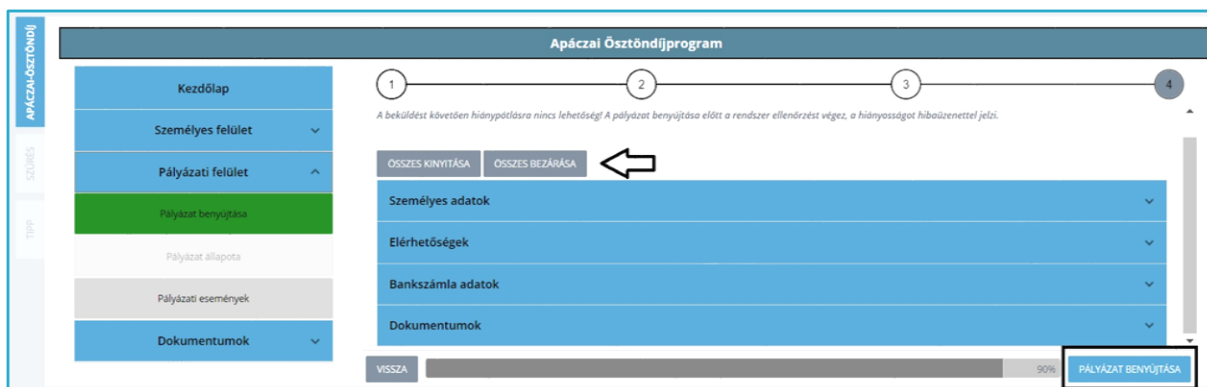 APÁCZAI-ÖSZTÖNDÍJ
SZŰRÉS
TIPP
Apáczai Ösztöndíjprogram
Kezdőlap
Személyes felület
Pályázati felület
Pályázat benyújtása
Pályázat állapota
Pályázati események
Dokumentumok
1
2
3
4
A beküldést követően hiánypótlásra nincs lehetőség! A pályázat benyújtása előtt a rendszer ellenőrzést végez, a hiányosságot hibaüzenettel jelzi.
ÖSSZES KINYITÁSA
ÖSSZES BEZÁRÁSA
Személyes adatok
Elérhetőségek
Bankszámla adatok
Dokumentumok
VISSZA
90%
PÁLYÁZAT BENYÚJTÁSA